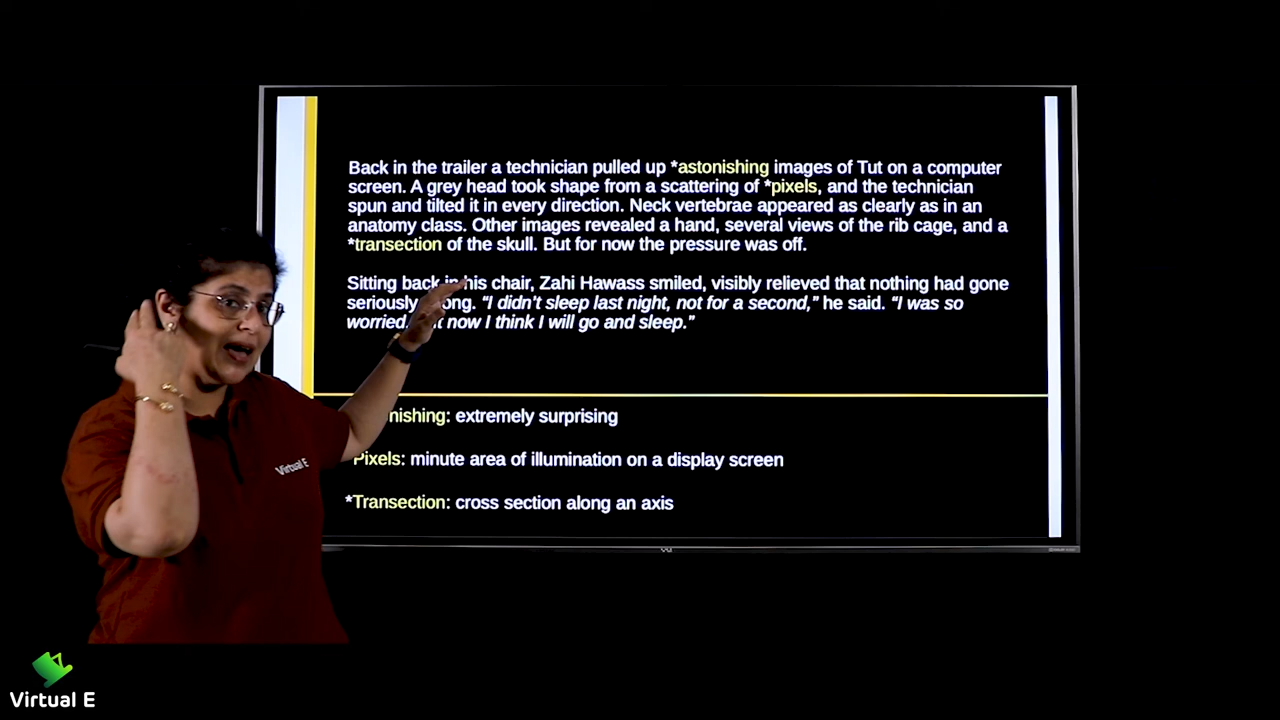 Back in the trailer a technician pulled up *astonishing images of Tut on a computer
screen. A grey head took shape from a scattering of *pixels, and the technician
spun and tilted it in every direction. Neck vertebrae appeared as clearly as in an
anatomy class. Other images revealed a hand, several views of the rib cage, and a
*transection of the skull. But for now the pressure was off.
Sitting back in his chair, Zahi Hawass smiled, visibly relieved that nothing had gone
seriously “I didn't sleep last night, not for a second,” he said. “I was so
worried. now I think I will go and sleep.”
: extremely surprising
Pixels: minute area of illumination on a display screen
*Transection: cross section along an axis
Virtual E
Virtual E